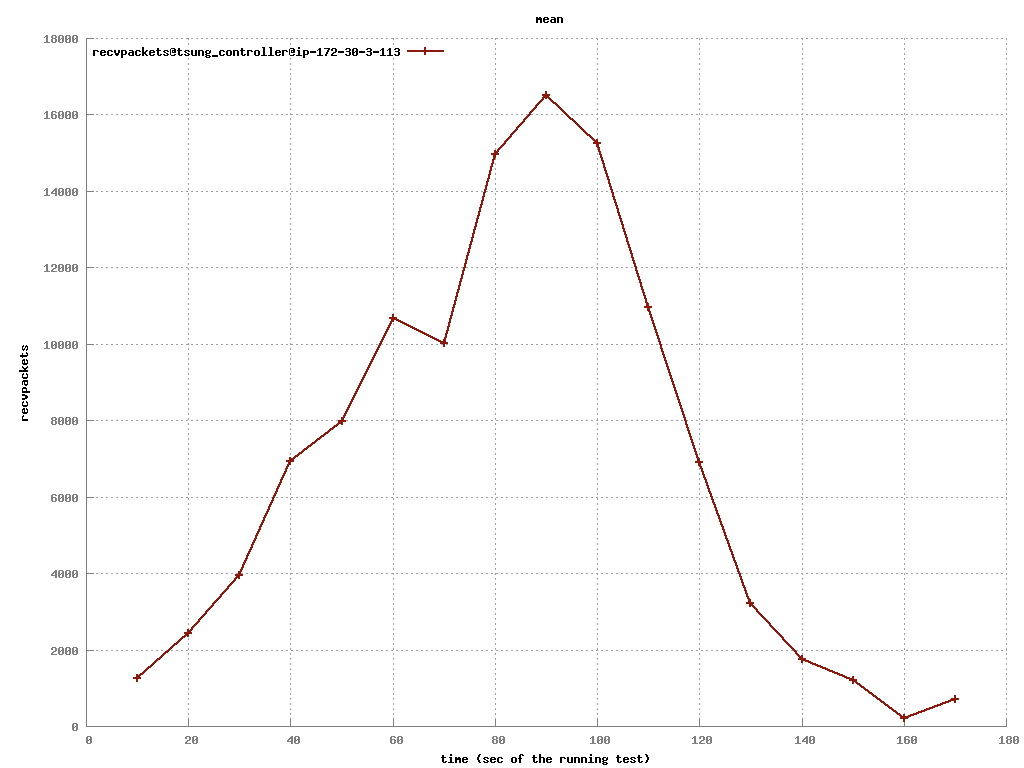 mean
18000
recvpackets@tsung_controller@ip-172-30-3-113
16000
14000
12000
10000
8000
6000
4000
2000
0
recvpackets
0 20 40 60 80 100 120 140 160 180
time (sec of the running test)